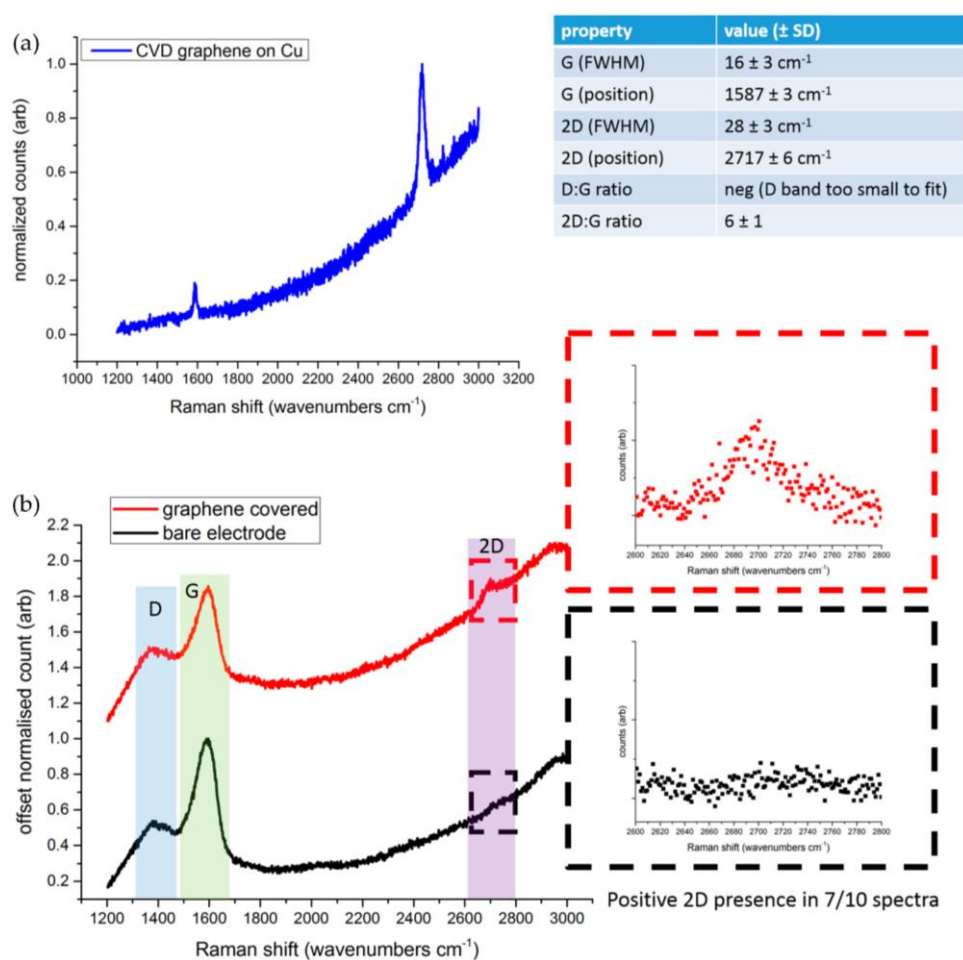 (a)
CVD graphene on Cu
normalized counts (arb)
1.0
0.8
0.6
0.4
0.2
0.0
1000 1200 1400 1600 1800 2000 2200 2400 2600 2800 3000 3200
Raman shift (wavenumbers cm-1)
property value (± SD)
G (FWHM) 16 ± 3 cm-1
G (position) 1587 ± 3 cm-1
2D (FWHM) 28 ± 3 cm-1
2D (position) 2717 ± 6 cm-1
D:G ratio neg (D band too small to fit)
2D:G ratio 6 ± 1
(b)
graphene covered
bare electrode
offset normalised count (arb)
2.2
2.0
1.8
1.6
1.4
1.2
1.0
0.8
0.6
0.4
0.2
D
G
2D
1200 1400 1600 1800 2000 2200 2400 2600 2800 3000
Raman shift (wavenumbers cm-1)
counts (arb)
2600 2620 2640 2660 2680 2700 2720 2740 2760 2780 2800
Raman shift (wavenumbers cm-1)
counts (arb)
2600 2620 2640 2660 2680 2700 2720 2740 2760 2780 2800
Raman shift (wavenumbers cm-1)
Positive 2D presence in 7/10 spectra